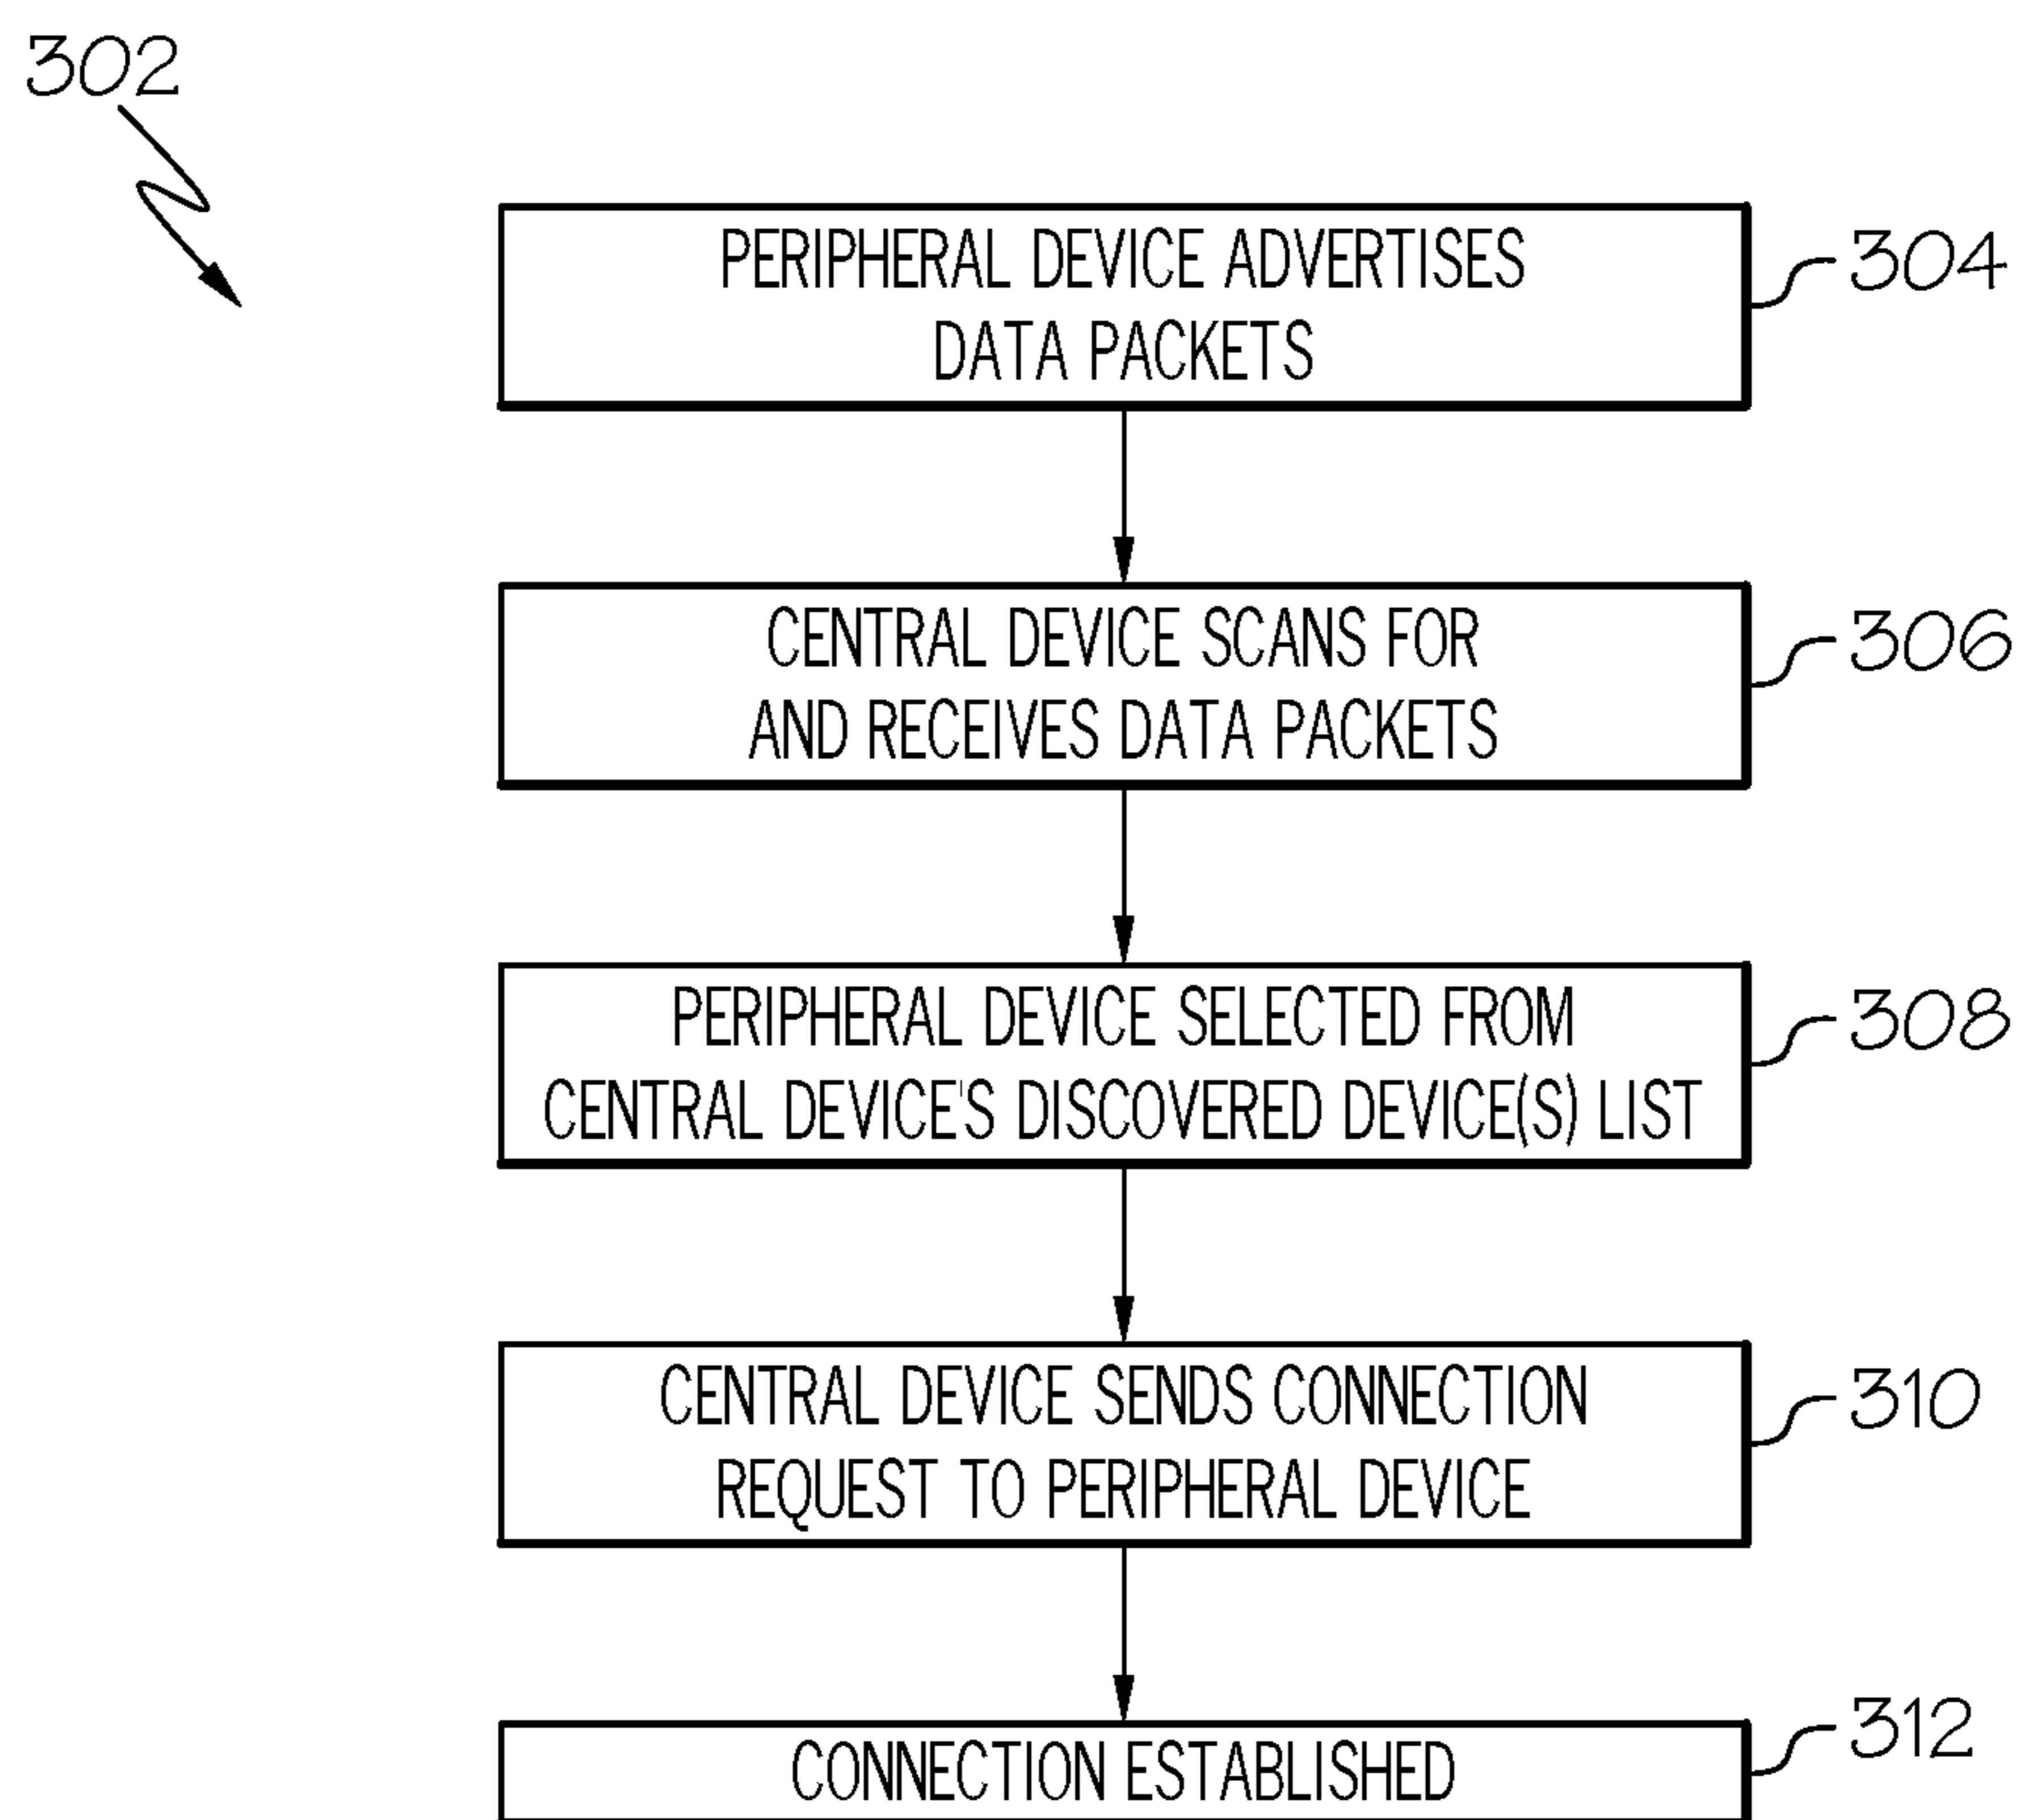 302
PERIPHERAL DEVICE ADVERTISES
DATA PACKETS
304
CENTRAL DEVICE SCANS FOR
AND RECEIVES DATA PACKETS
306
PERIPHERAL DEVICE SELECTED FROM
CENTRAL DEVICE'S DISCOVERED DEVICE(S) LIST
308
CENTRAL DEVICE SENDS CONNECTION
REQUEST TO PERIPHERAL DEVICE
310
CONNECTION ESTABLISHED
312